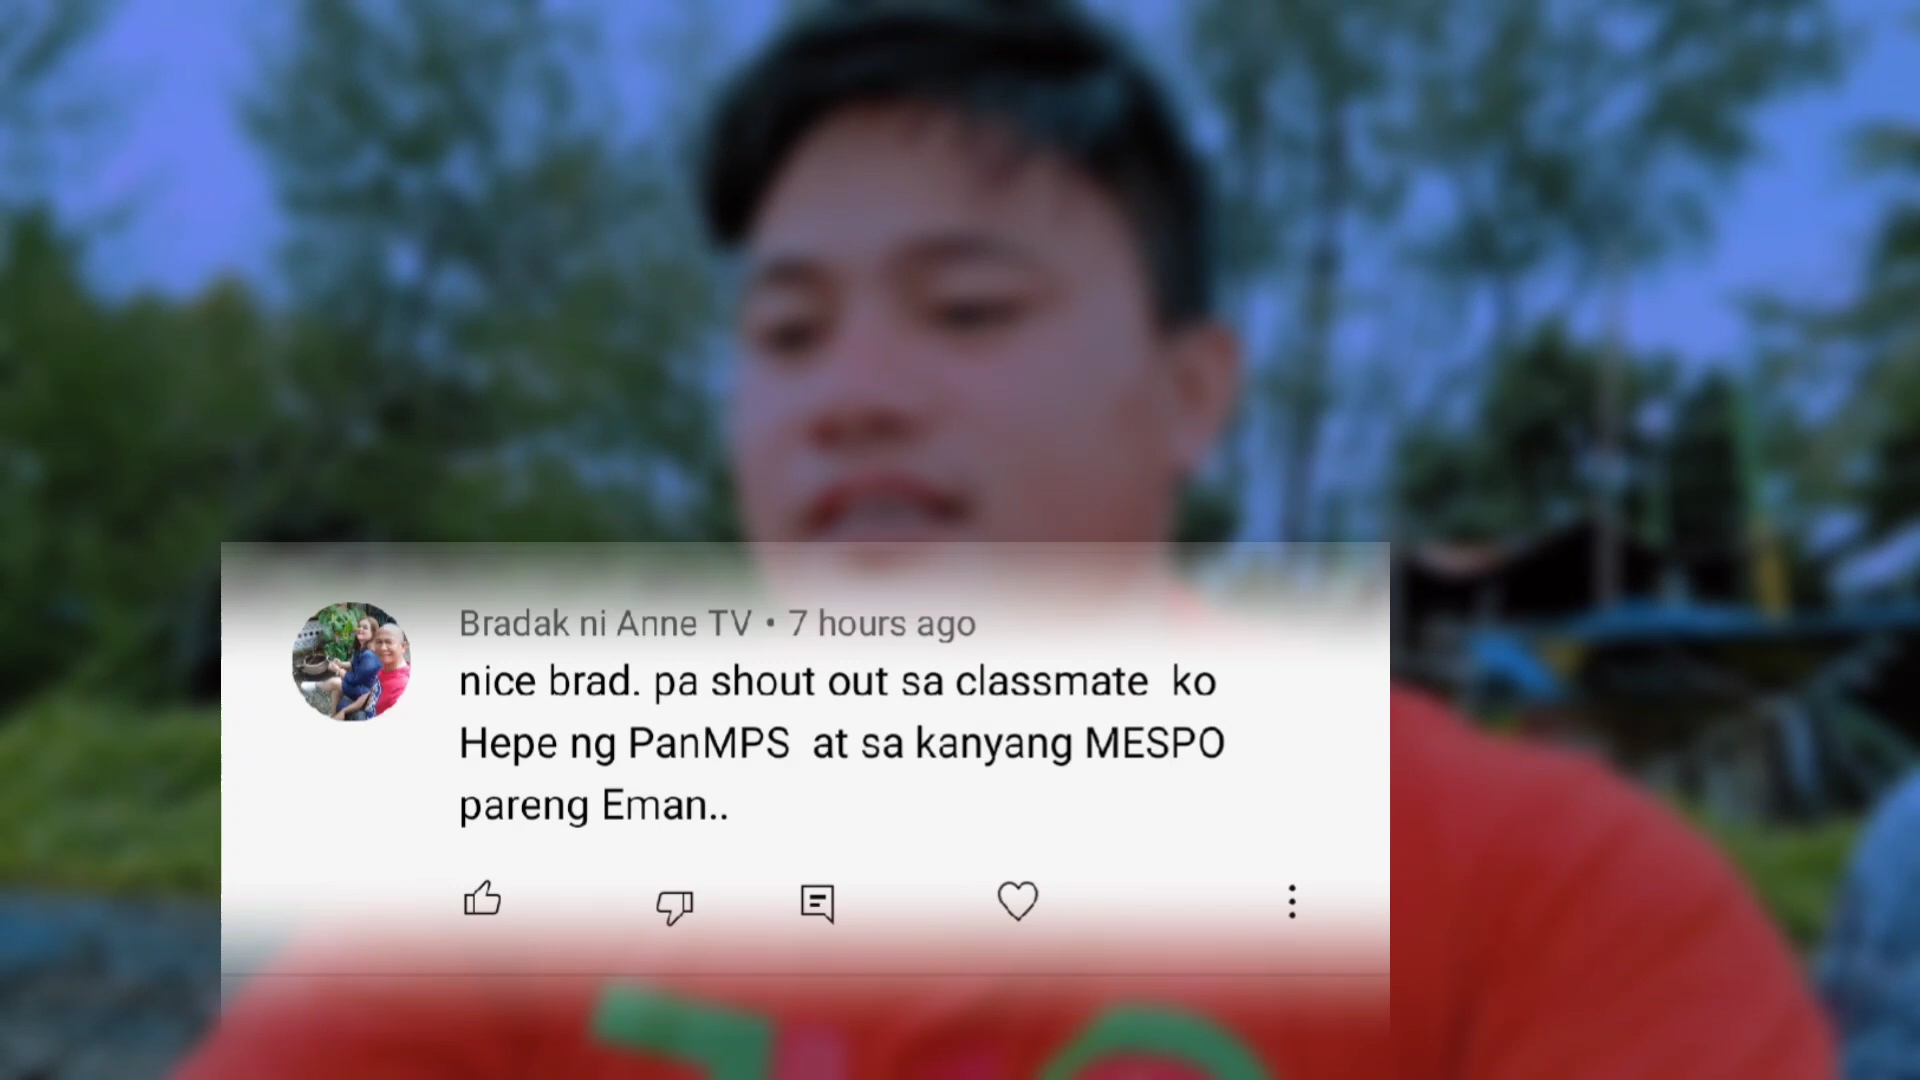 Bradak ni Anne TV • 7 hours ago
nice brad. pa shout out sa classmate ko
Hepe ng PanMPS at sa kanyang MESPO
pareng Eman..